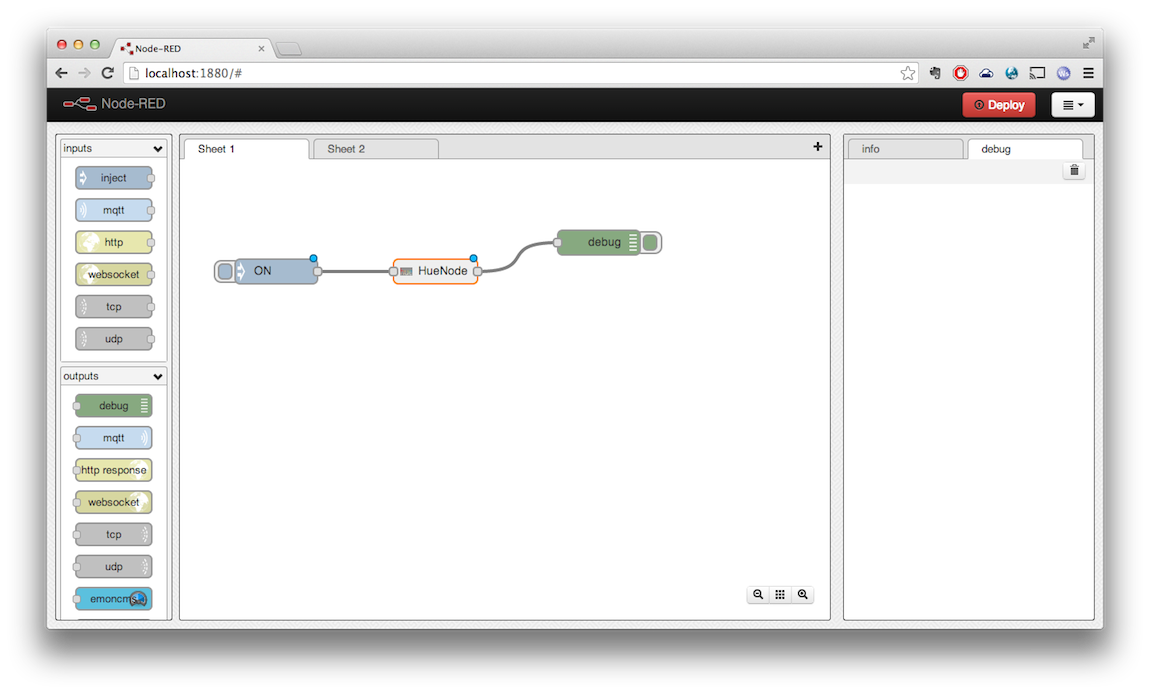 Node-RED
localhost:1880/#
Node-RED
Deploy
inputs
inject
mqtt
http
websocket
tcp
udp
outputs
debug
mqtt
http response
websocket
tcp
udp
emoncms
Sheet 1
Sheet 2
+
ON
HueNode
debug
info
debug